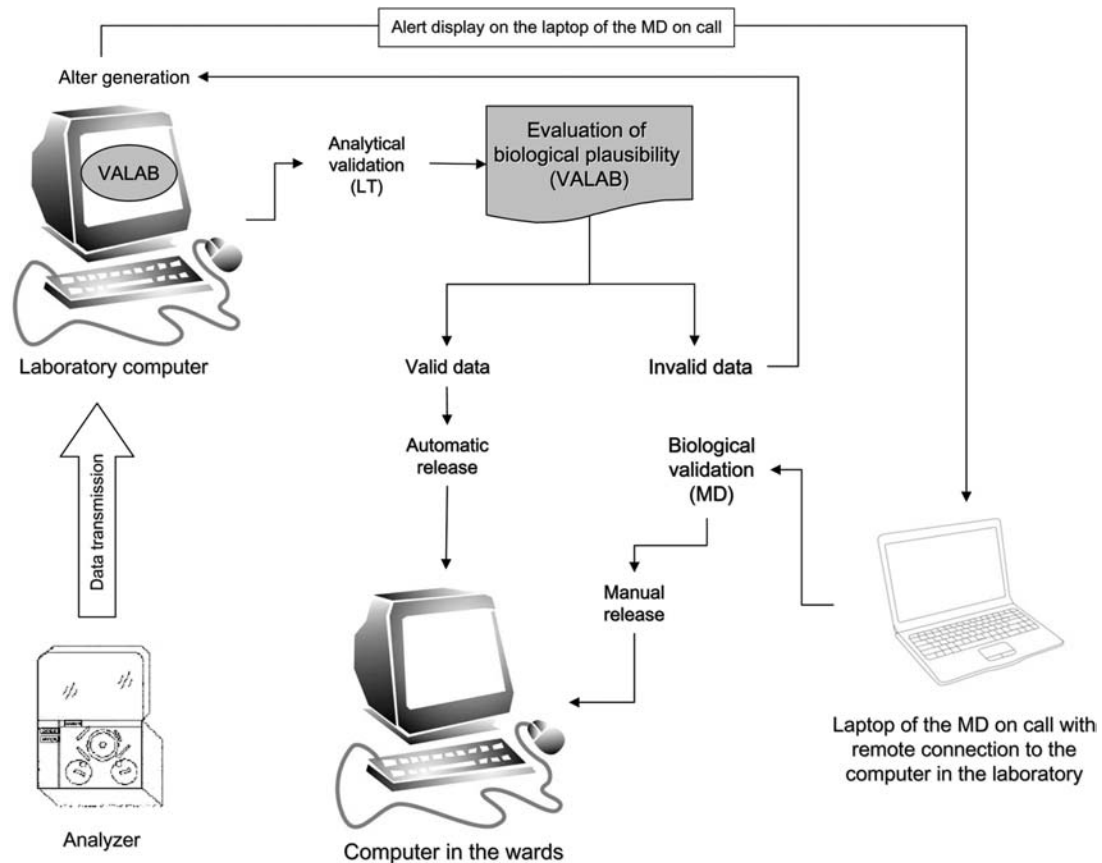 Alert display on the laptop of the MD on call
Alter generation
VALAB
Analytical
validation
(LT)
Evaluation of
biological plausibility
(VALAB)
Laboratory computer
Valid data
Invalid data
Automatic
release
Biological
validation
(MD)
Data transmission
Manual
release
Analyzer
Computer in the wards
Laptop of the MD on call with
remote connection to the
computer in the laboratory